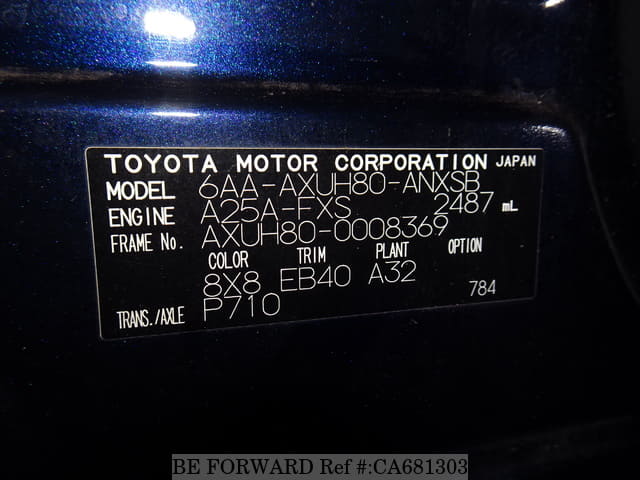 TOYOTA MOTOR CORPORATION JAPAN
MODEL 6AA-AXUH80-ANXSB
ENGINE A25A-FXS 2487 mL
FRAME No. AXUH80-0008369
COLOR TRIM PLANT OPTION
8X8 EB40 A32
TRANS./AXLE P710 784
BE FORWARD Ref #:CA681303